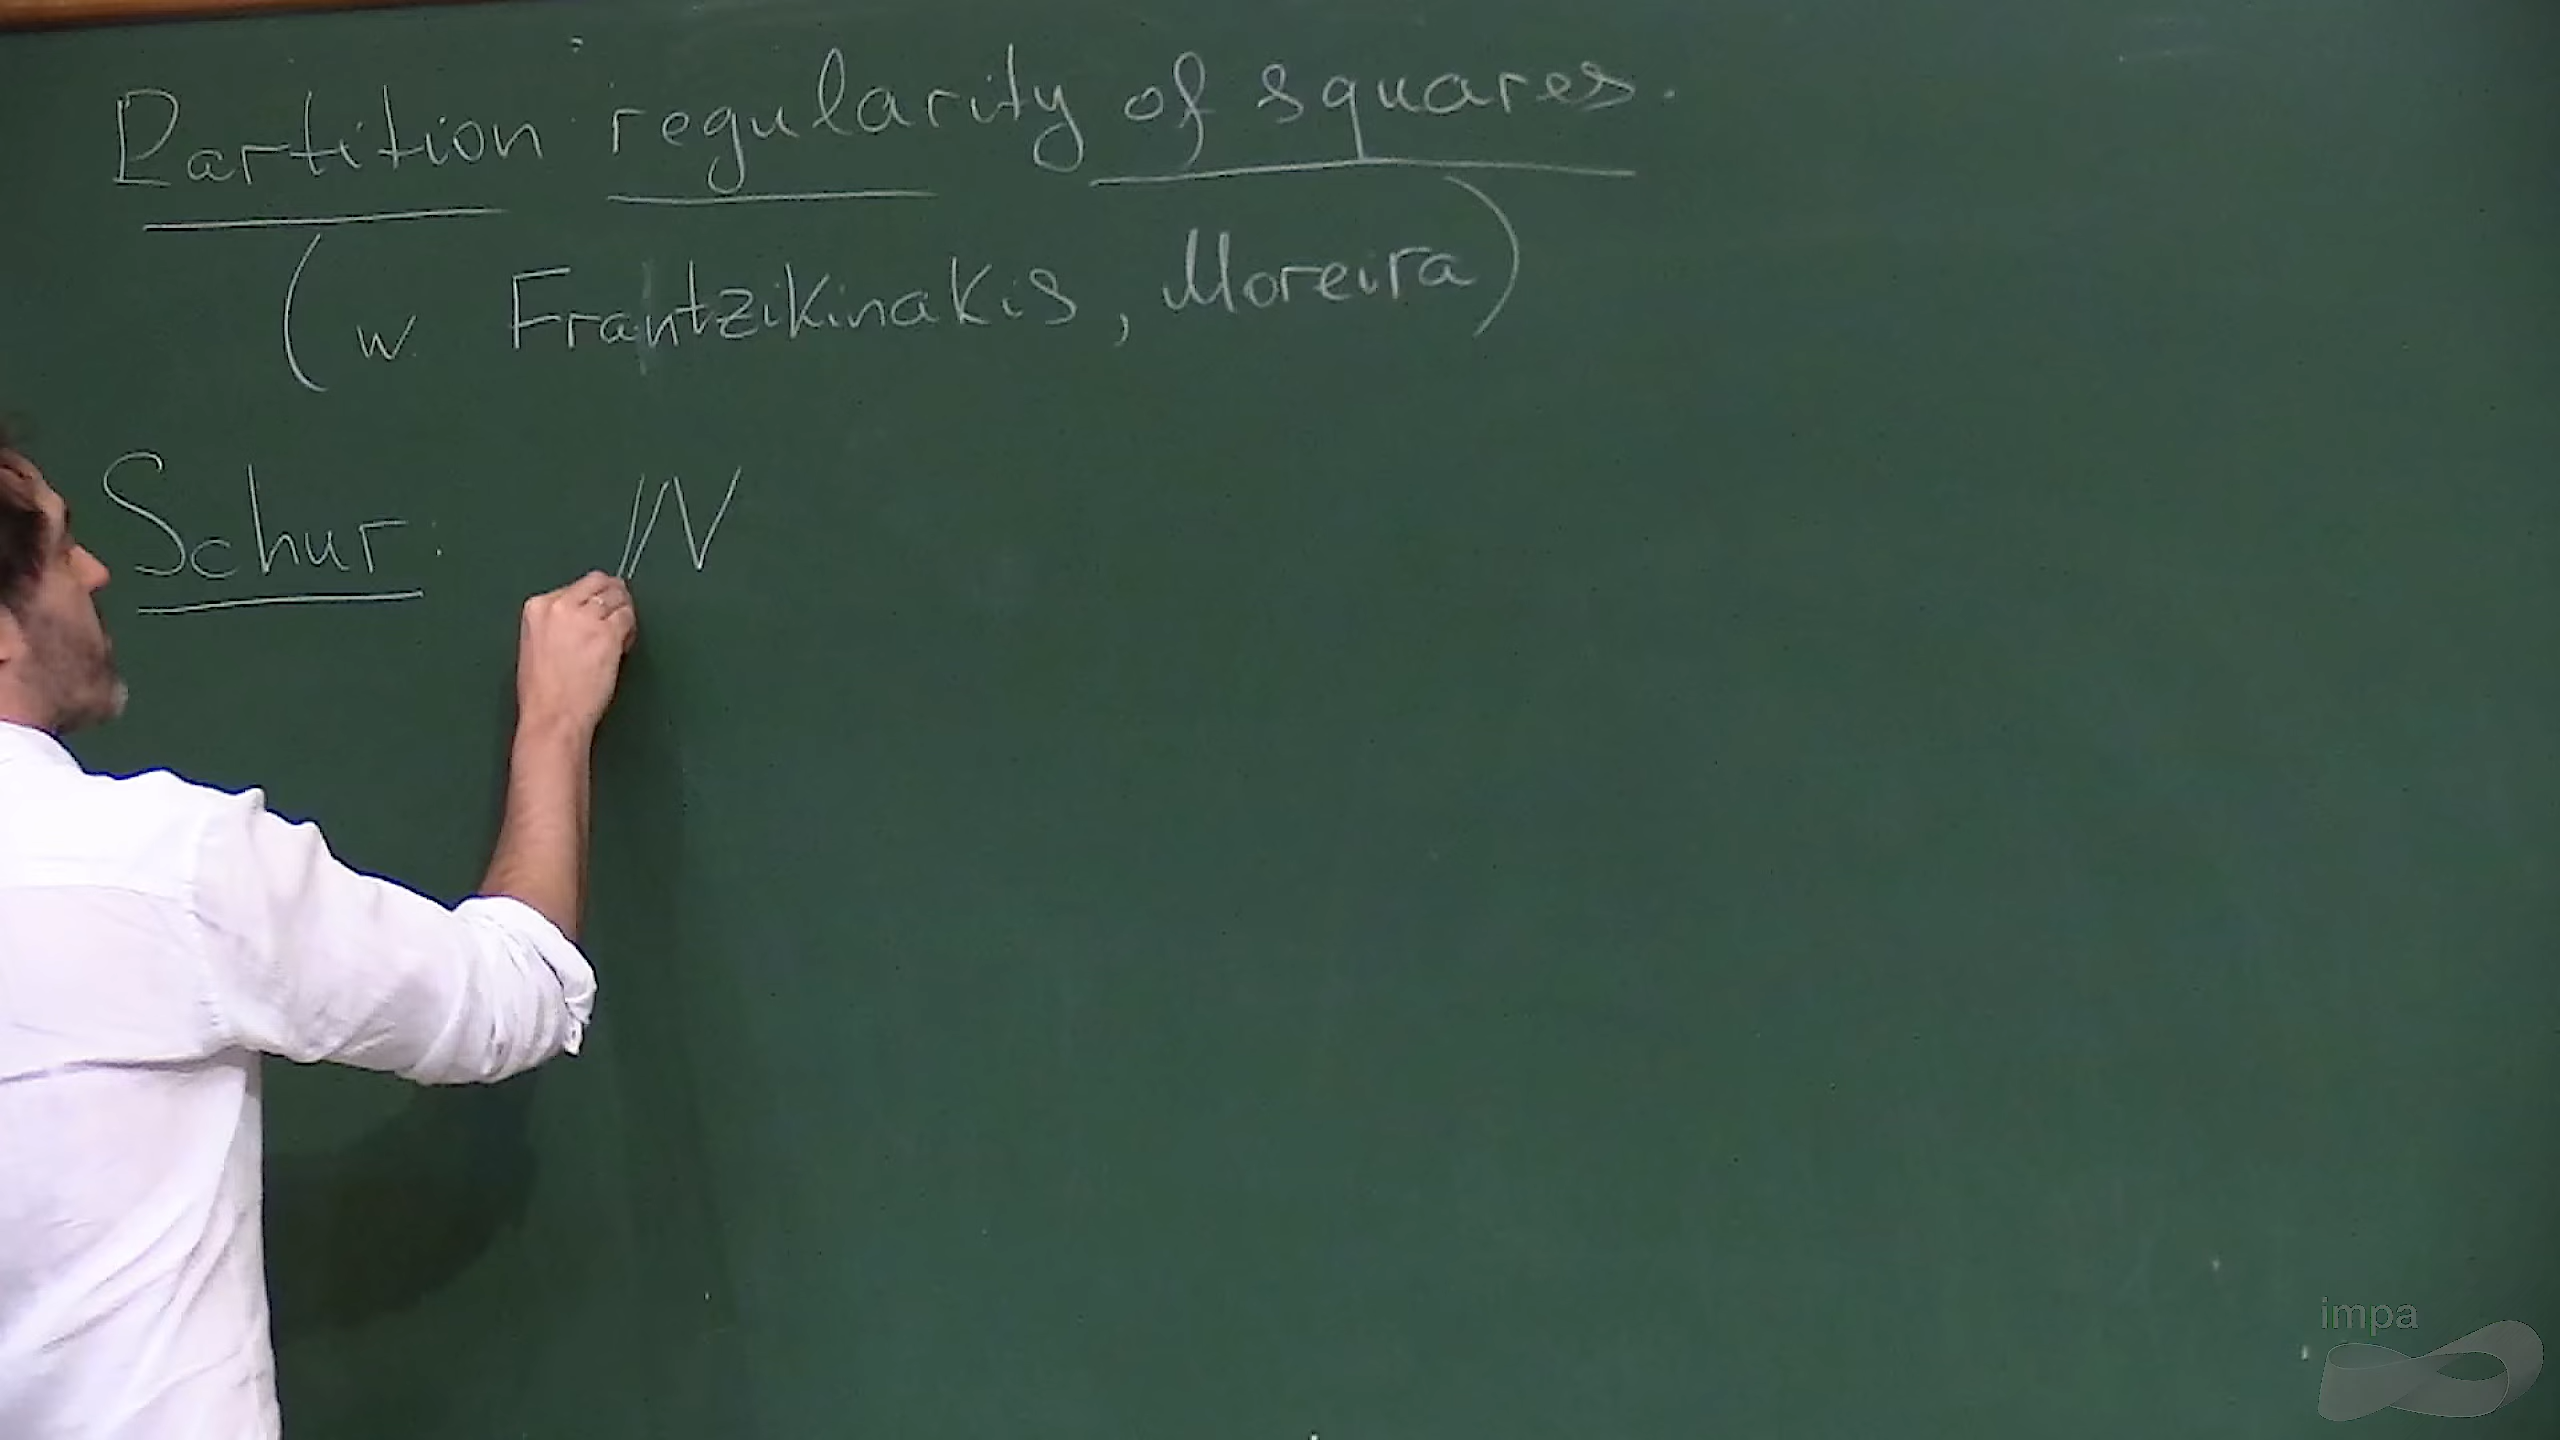 Partition regularity of squares.
(w. Frantzikinakis, Moreira)
Schur: ℕ
impa